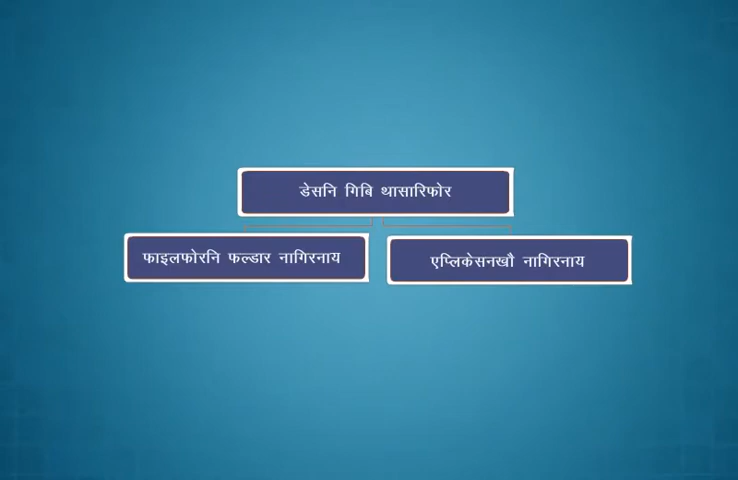 डेसनि गिबि थासारिफोर
फाइलफोरनि फल्डार नागिरनाय
एप्लिकेसनखौ नागिरनाय